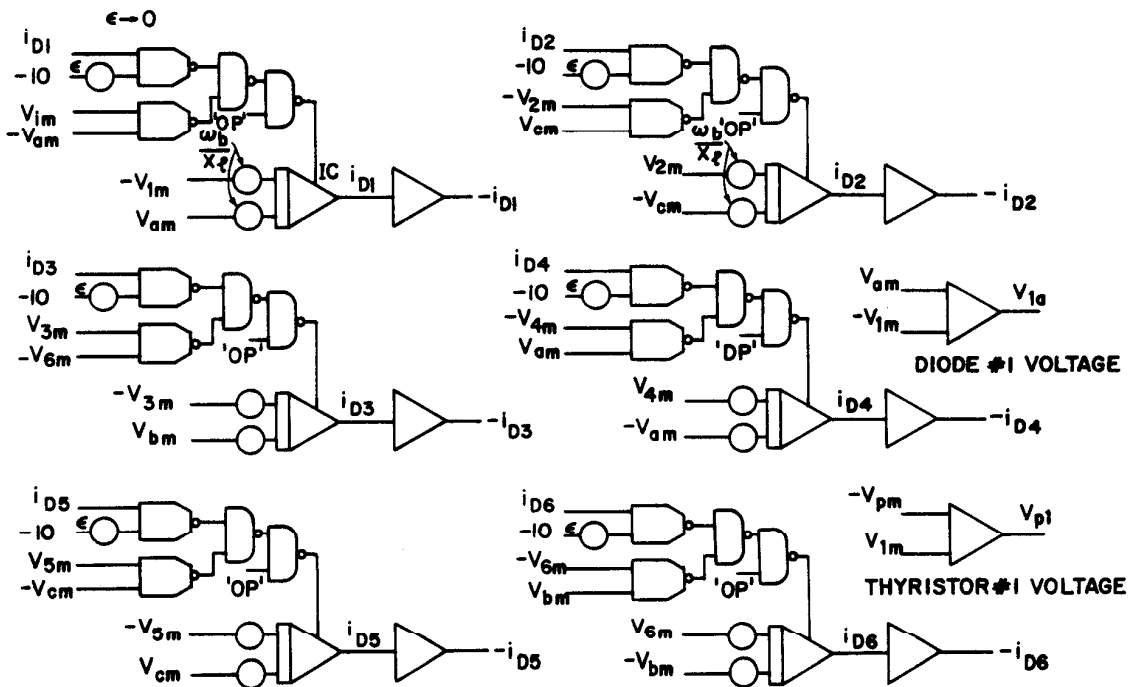 ϵ→0
iD1
-10 ϵ
Vim
-Vam
'OP'
ωb/Xℓ
-V1m
Vam
IC
iD1
-iD1
iD2
-10 ϵ
-V2m
Vcm
'OP'
ωb/Xℓ
V2m
-Vcm
iD2
-iD2
iD3
-10 ϵ
V3m
-V6m
'OP'
-V3m
Vbm
iD3
-iD3
iD4
-10 ϵ
-V4m
Vam
'DP'
V4m
-Vam
iD4
-iD4
Vam
-V1m
V1a
DIODE #1 VOLTAGE
iD5
-10 ϵ
V5m
-Vcm
'OP'
-V5m
Vcm
iD5
-iD5
iD6
-10 ϵ
-V6m
Vbm
'OP'
V6m
-Vbm
iD6
-iD6
-Vpm
V1m
Vp1
THYRISTOR #1 VOLTAGE